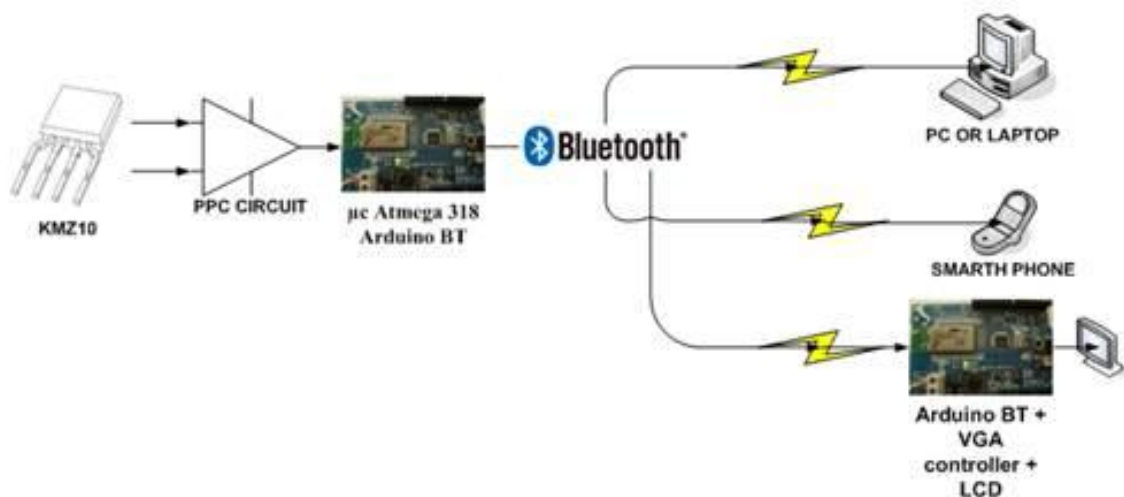 KMZ10
PPC CIRCUIT
µc Atmega 318
Arduino BT
Bluetooth®
PC OR LAPTOP
SMARTH PHONE
Arduino BT +
VGA
controller +
LCD